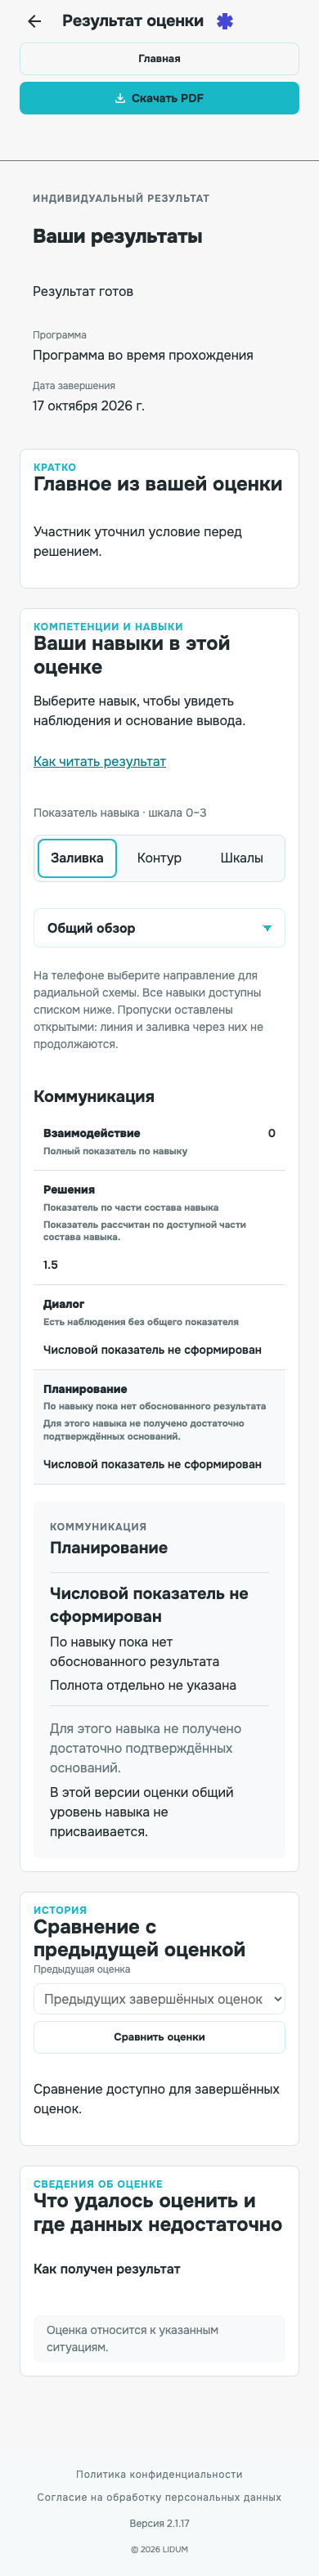 Результат оценки
Главная
Скачать PDF
ИНДИВИДУАЛЬНЫЙ РЕЗУЛЬТАТ
Ваши результаты
Результат готов
Программа
Программа во время прохождения
Дата завершения
17 октября 2026 г.
КРАТКО
Главное из вашей оценки
Участник уточнил условие перед
решением.
КОМПЕТЕНЦИИ И НАВЫКИ
Ваши навыки в этой
оценке
Выберите навык, чтобы увидеть
наблюдения и основание вывода.
Как читать результат
Показатель навыка · шкала 0–3
Заливка
Контур
Шкалы
Общий обзор
На телефоне выберите направление для
радиальной схемы. Все навыки доступны
списком ниже. Пропуски оставлены
открытыми: линия и заливка через них не
продолжаются.
Коммуникация
Взаимодействие 0
Полный показатель по навыку
Решения
Показатель по части состава навыка
Показатель рассчитан по доступной части
состава навыка.
1.5
Диалог
Есть наблюдения без общего показателя
Числовой показатель не сформирован
Планирование
По навыку пока нет обоснованного результата
Для этого навыка не получено достаточно
подтверждённых оснований.
Числовой показатель не сформирован
КОММУНИКАЦИЯ
Планирование
Числовой показатель не
сформирован
По навыку пока нет
обоснованного результата
Полнота отдельно не указана
Для этого навыка не получено
достаточно подтверждённых
оснований.
В этой версии оценки общий
уровень навыка не
присваивается.
ИСТОРИЯ
Сравнение с
предыдущей оценкой
Предыдущая оценка
Предыдущих завершённых оценок
Сравнить оценки
Сравнение доступно для завершённых
оценок.
СВЕДЕНИЯ ОБ ОЦЕНКЕ
Что удалось оценить и
где данных недостаточно
Как получен результат
Оценка относится к указанным
ситуациям.
Политика конфиденциальности
Согласие на обработку персональных данных
Версия 2.1.17
© 2026 LIDUM